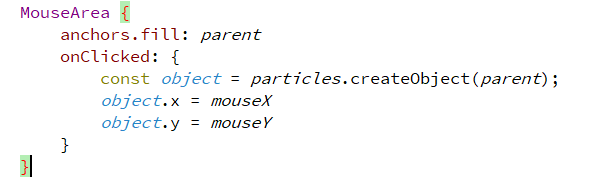 MouseArea {
    anchors.fill: parent
    onClicked: {
        const object = particles.createObject(parent);
        object.x = mouseX
        object.y = mouseY
    }
}